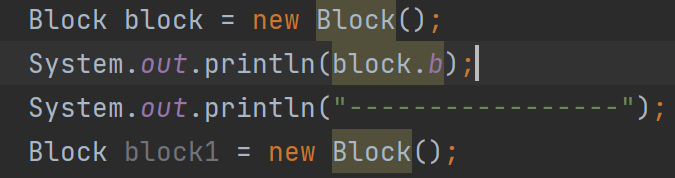 Block block = new Block();
System.out.println(block.b);
System.out.println("-----------------");
Block block1 = new Block();